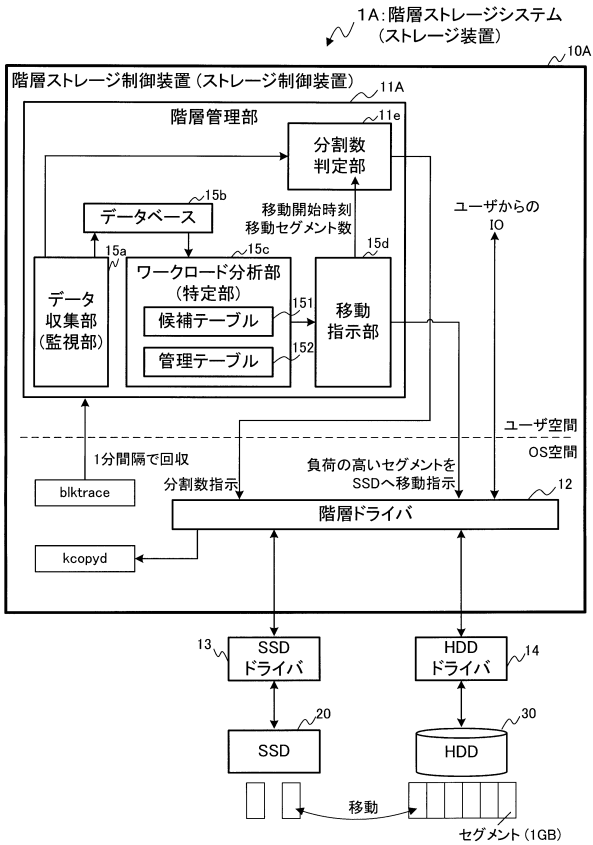 1A:階層ストレージシステム
(ストレージ装置)
10A
階層ストレージ制御装置(ストレージ制御装置)
11A
階層管理部
11e
分割数
判定部
15b
データベース
移動開始時刻
移動セグメント数
ユーザからの
IO
15a
15c
15d
データ
収集部
(監視部)
ワークロード分析部
(特定部)
151
候補テーブル
152
管理テーブル
移動
指示部
ユーザ空間
OS空間
1分間隔で回収
blktrace
分割数指示
負荷の高いセグメントを
SSDへ移動指示
12
階層ドライバ
kcopyd
13
SSD
ドライバ
HDD
ドライバ
14
20
SSD
30
HDD
移動
セグメント(1GB)